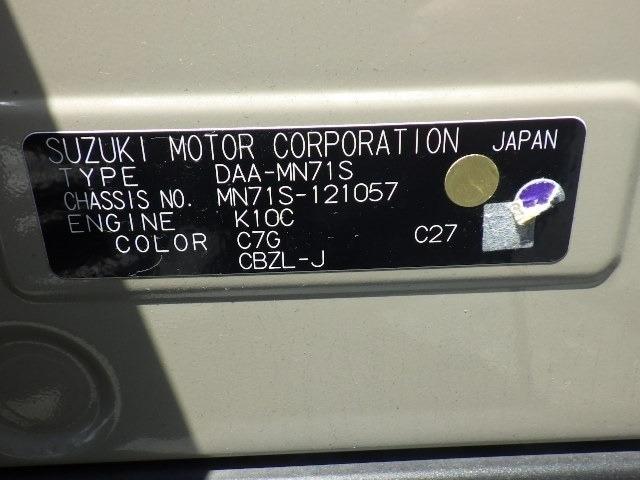 SUZUKI MOTOR CORPORATION JAPAN
TYPE DAA-MN71S
CHASSIS NO. MN71S-121057
ENGINE K10C
COLOR C7G C27
CBZL-J